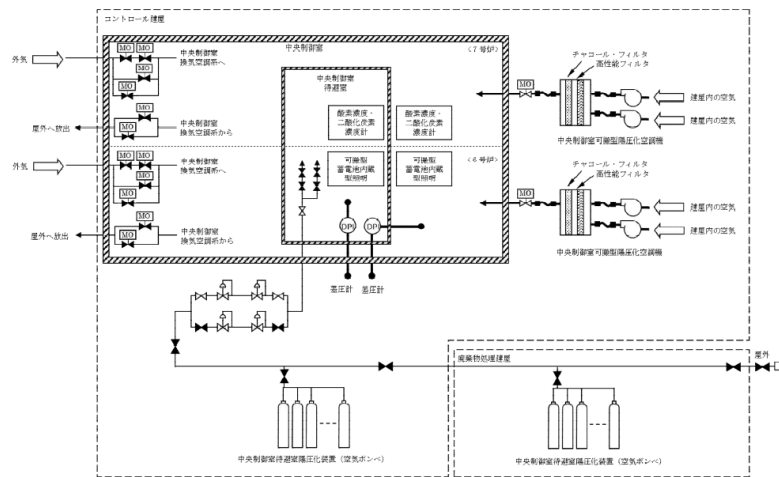 コントロール建屋
中央制御室
<7号炉>
外気
MO
MO
中央制御室
換気空調系へ
MO
屋外へ放出
MO
中央制御室
換気空調系から
外気
MO
MO
中央制御室
換気空調系へ
MO
屋外へ放出
MO
中央制御室
換気空調系から
中央制御室
待避室
酸素濃度・
二酸化炭素
濃度計
酸素濃度・
二酸化炭素
濃度計
<6号炉>
可搬型
蓄電池内蔵
型照明
可搬型
蓄電池内蔵
型照明
DPI
DPI
差圧計
差圧計
チャコール・フィルタ
高性能フィルタ
MO
建屋内の空気
建屋内の空気
中央制御室可搬型陽圧化空調機
チャコール・フィルタ
高性能フィルタ
MO
建屋内の空気
建屋内の空気
中央制御室可搬型陽圧化空調機
廃棄物処理建屋
屋外
中央制御室待避室陽圧化装置(空気ボンベ)
中央制御室待避室陽圧化装置(空気ボンベ)